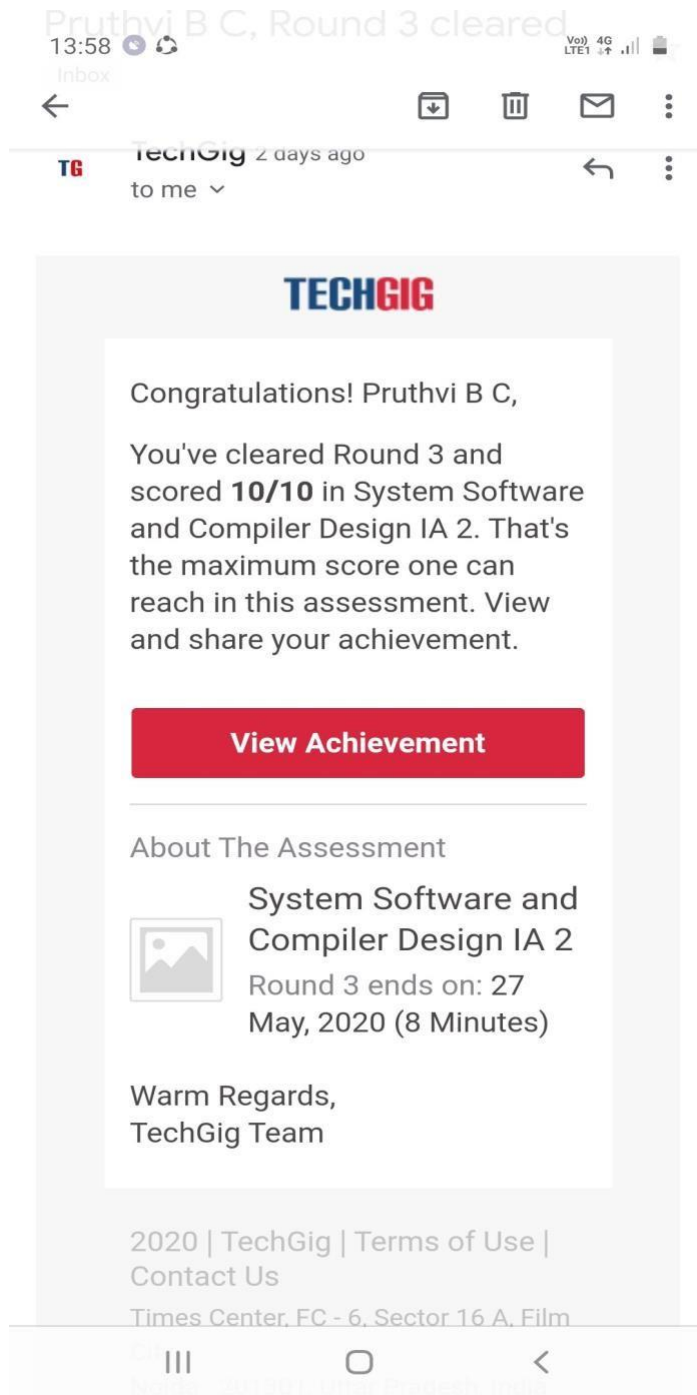 Pruthvi B C, Round 3 cleared
13:58
Vo)) 4G
LTE1
Inbox
TG
TechGig 2 days ago
to me
TECHGIG
Congratulations! Pruthvi B C,
You've cleared Round 3 and
scored 10/10 in System Software
and Compiler Design IA 2. That's
the maximum score one can
reach in this assessment. View
and share your achievement.
View Achievement
About The Assessment
System Software and
Compiler Design IA 2
Round 3 ends on: 27
May, 2020 (8 Minutes)
Warm Regards,
TechGig Team
2020 | TechGig | Terms of Use |
Contact Us
Times Center, FC - 6, Sector 16 A, Film
Noida - 201301, Uttar Pradesh, India